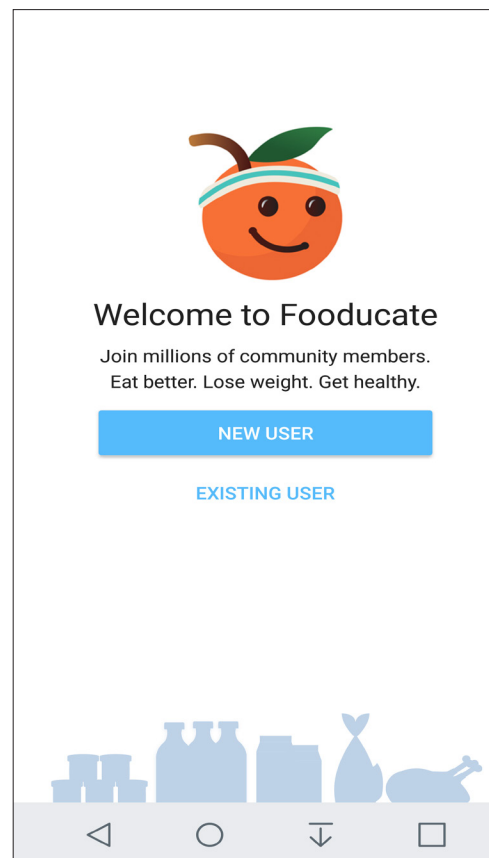 Welcome to Fooducate
Join millions of community members.
Eat better. Lose weight. Get healthy.
NEW USER
EXISTING USER